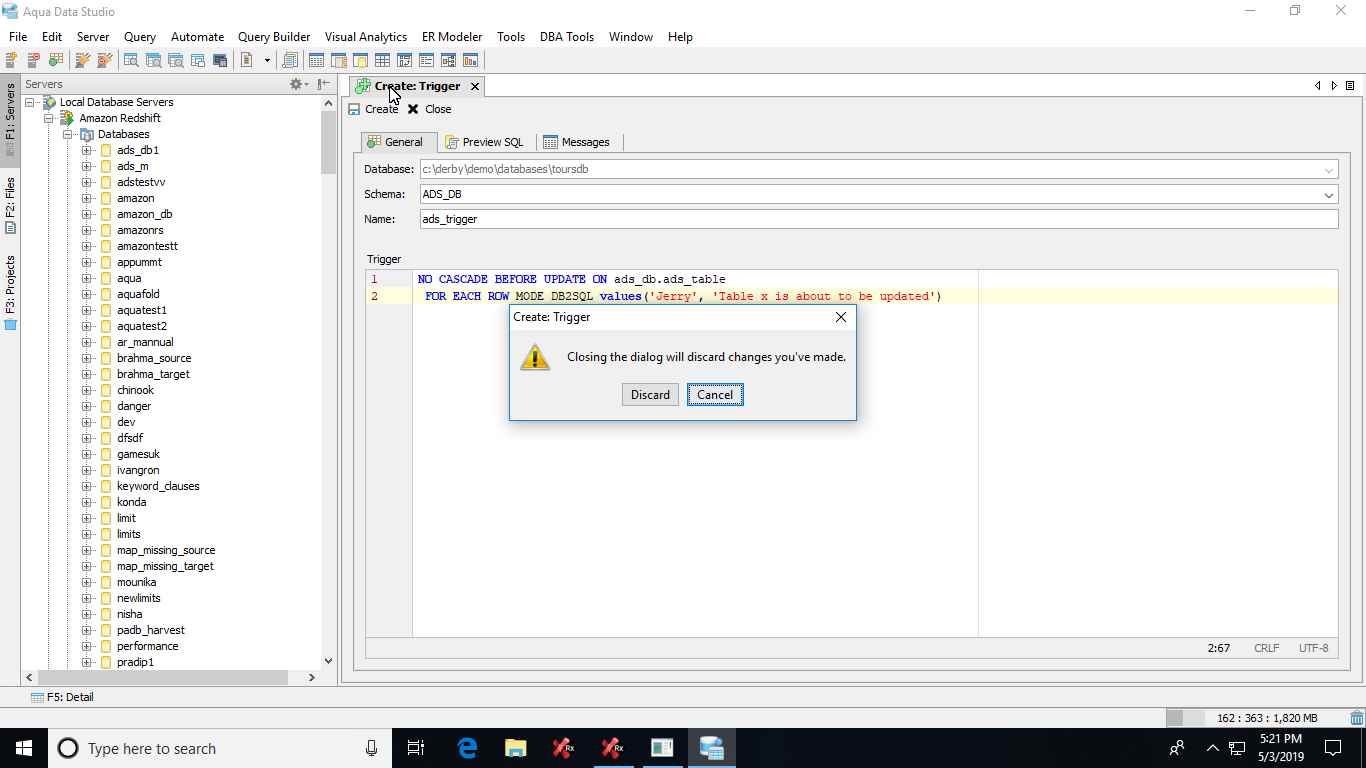 Aqua Data Studio
File Edit Server Query Automate Query Builder Visual Analytics ER Modeler Tools DBA Tools Window Help
F1: Servers
F2: Files
F3: Projects
Servers
Local Database Servers
Amazon Redshift
Databases
ads_db1
ads_m
adstestvv
amazon
amazon_db
amazonrs
amazontestt
appummt
aqua
aquafold
aquatest1
aquatest2
ar_mannual
brahma_source
brahma_target
chinook
danger
dev
dfsdf
gamesuk
ivangron
keyword_clauses
konda
limit
limits
map_missing_source
map_missing_target
mounika
newlimits
nisha
padb_harvest
performance
pradip1
Create: Trigger
Create Close
General Preview SQL Messages
Database: c:\derby\demo\databases\toursdb
Schema: ADS_DB
Name: ads_trigger
Trigger
1 NO CASCADE BEFORE UPDATE ON ads_db.ads_table
2 FOR EACH ROW MODE DB2SQL values('Jerry', 'Table x is about to be updated')
Create: Trigger
Closing the dialog will discard changes you've made.
Discard Cancel
2:67 CRLF UTF-8
F5: Detail
162 : 363 : 1,820 MB
Type here to search
Rx
Rx
5:21 PM
5/3/2019